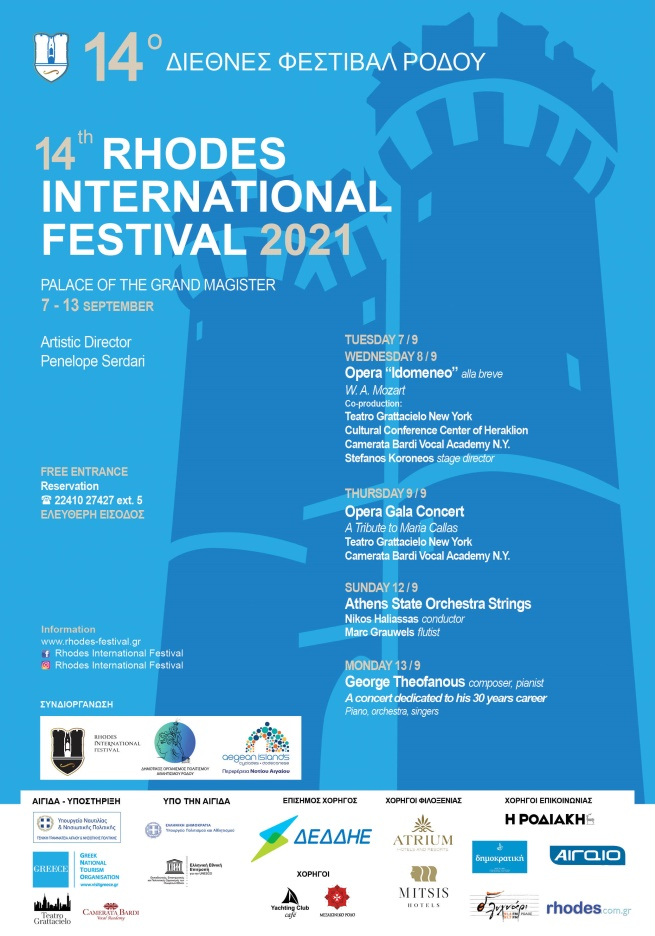 14ο ΔΙΕΘΝΕΣ ΦΕΣΤΙΒΑΛ ΡΟΔΟΥ
14th RHODES
INTERNATIONAL
FESTIVAL 2021
PALACE OF THE GRAND MAGISTER
7 - 13 SEPTEMBER
Artistic Director
Penelope Serdari
FREE ENTRANCE
Reservation
☎ 22410 27427 ext. 5
ΕΛΕΥΘΕΡΗ ΕΙΣΟΔΟΣ
TUESDAY 7 / 9
WEDNESDAY 8 / 9
Opera “Idomeneo” alla breve
W. A. Mozart
Co-production:
Teatro Grattacielo New York
Cultural Conference Center of Heraklion
Camerata Bardi Vocal Academy N.Y.
Stefanos Koroneos stage director
THURSDAY 9 / 9
Opera Gala Concert
A Tribute to Maria Callas
Teatro Grattacielo New York
Camerata Bardi Vocal Academy N.Y.
SUNDAY 12 / 9
Athens State Orchestra Strings
Nikos Haliassas conductor
Marc Grauwels flutist
MONDAY 13 / 9
George Theofanous composer, pianist
A concert dedicated to his 30 years career
Piano, orchestra, singers
Information
www.rhodes-festival.gr
Rhodes International Festival
Rhodes International Festival
ΣΥΝΔΙΟΡΓΑΝΩΣΗ
RHODES
INTERNATIONAL
FESTIVAL
ΔΗΜΟΤΙΚΟΣ ΟΡΓΑΝΙΣΜΟΣ ΠΟΛΙΤΙΣΜΟΥ
ΑΘΛΗΤΙΣΜΟΥ ΡΟΔΟΥ
aegean islands
cyclades - dodecanese
Περιφέρεια Νοτίου Αιγαίου
ΑΙΓΙΔΑ - ΥΠΟΣΤΗΡΙΞΗ
Υπουργείο Ναυτιλίας
& Νησιωτικής Πολιτικής
ΓΕΝΙΚΗ ΓΡΑΜΜΑΤΕΙΑ ΑΙΓΑΙΟΥ & ΝΗΣΙΩΤΙΚΗΣ ΠΟΛΙΤΙΚΗΣ
GREECE
GREEK
NATIONAL
TOURISM
ORGANISATION
www.visitgreece.gr
Teatro
Grattacielo
CAMERATA BARDI
Vocal Academy
ΥΠΟ ΤΗΝ ΑΙΓΙΔΑ
ΕΛΛΗΝΙΚΗ ΔΗΜΟΚΡΑΤΙΑ
Υπουργείο Πολιτισμού και Αθλητισμού
Ελληνική Εθνική
Επιτροπή
για την UNESCO
ΕΠΙΣΗΜΟΣ ΧΟΡΗΓΟΣ
ΔΕΔΔΗΕ
ΧΟΡΗΓΟΙ
Yachting Club
café
ΜΕΣΑΙΩΝΙΚΟ ΡΟΔΟ
ΧΟΡΗΓΟΙ ΦΙΛΟΞΕΝΙΑΣ
ATRIUM
HOTELS AND RESORTS
MITSIS
HOTELS
ΧΟΡΗΓΟΙ ΕΠΙΚΟΙΝΩΝΙΑΣ
Η ΡΟΔΙΑΚΗ
δημοκρατική
ΑΙΓΑΙΟ
Λυχνάρι
rhodes.com.gr